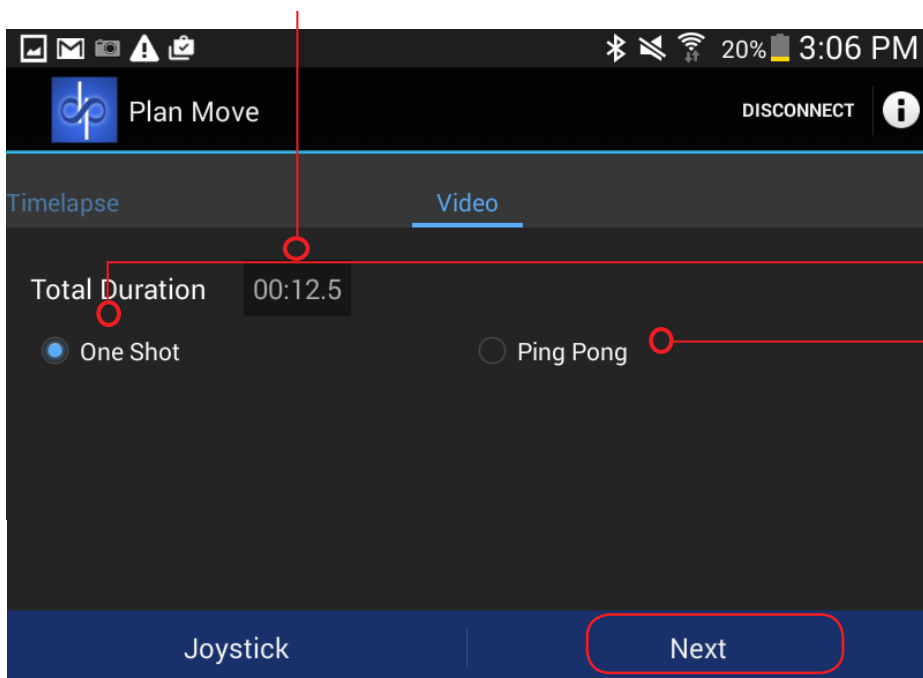 20% 3:06 PM
dp Plan Move DISCONNECT
Timelapse Video
Total Duration 00:12.5
One Shot Ping Pong
Joystick Next